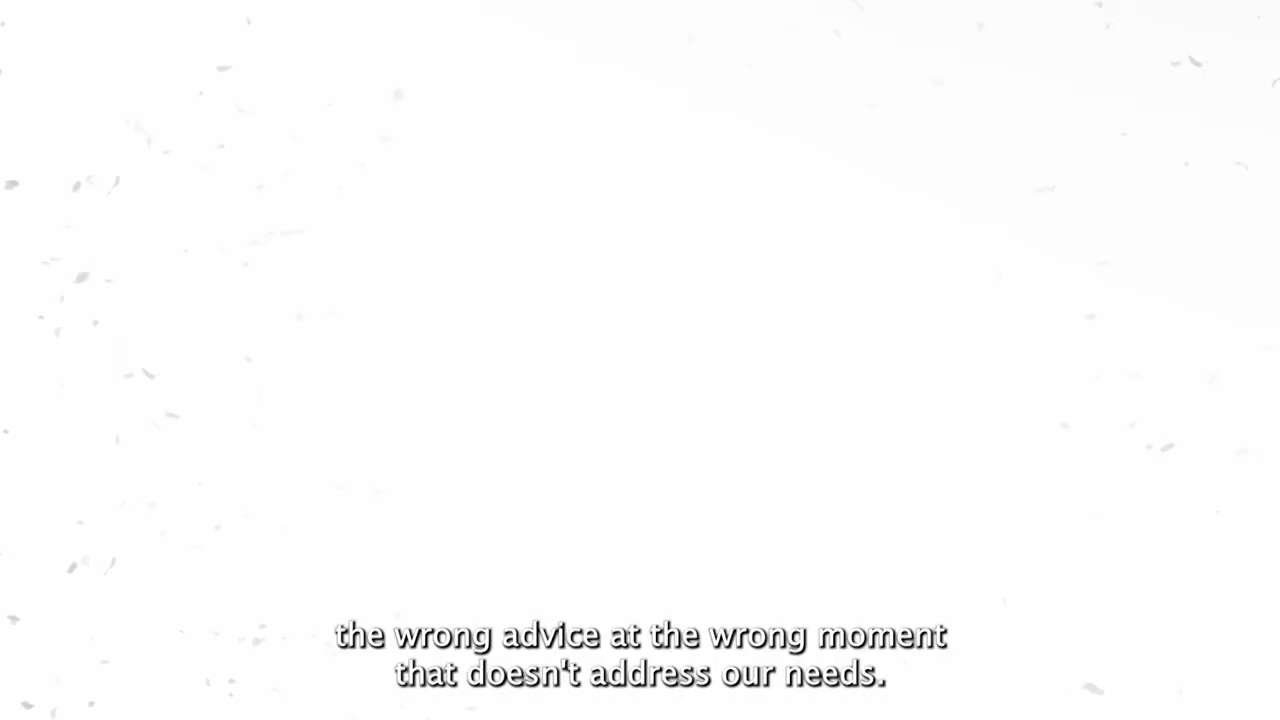 the wrong advice at the wrong moment
that doesn't address our needs.